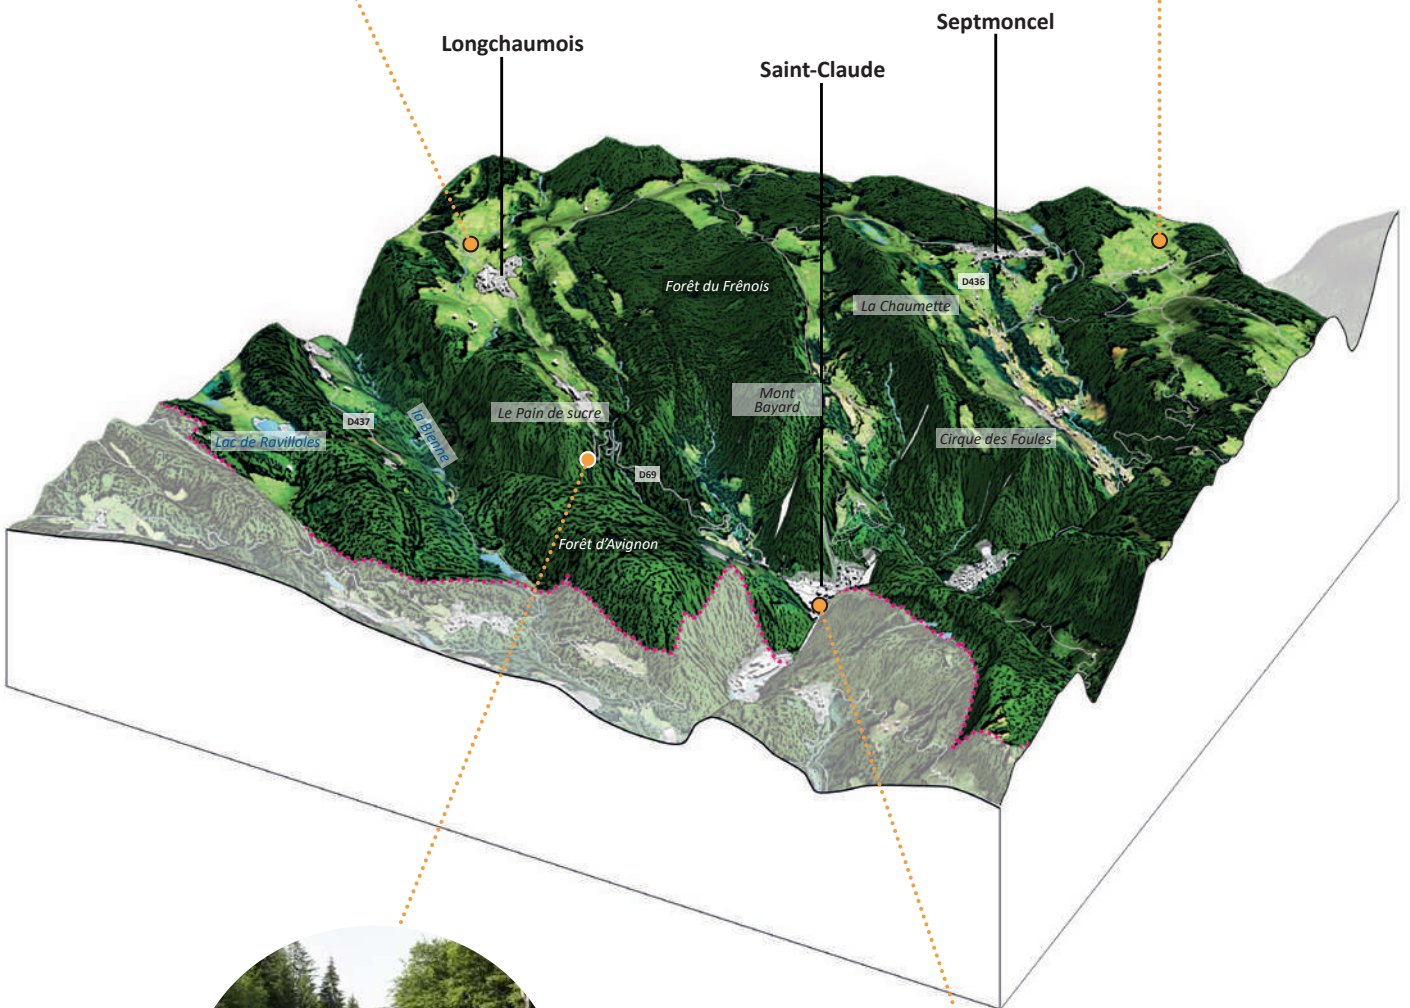 Septmoncel
Longchaumois
Saint-Claude
Forêt du Frênois
D436
La Chaumette
Mont
Bayard
Le Pain de sucre
D437
la Bienne
Lac de Ravilloles
Cirque des Foules
D69
Forêt d'Avignon